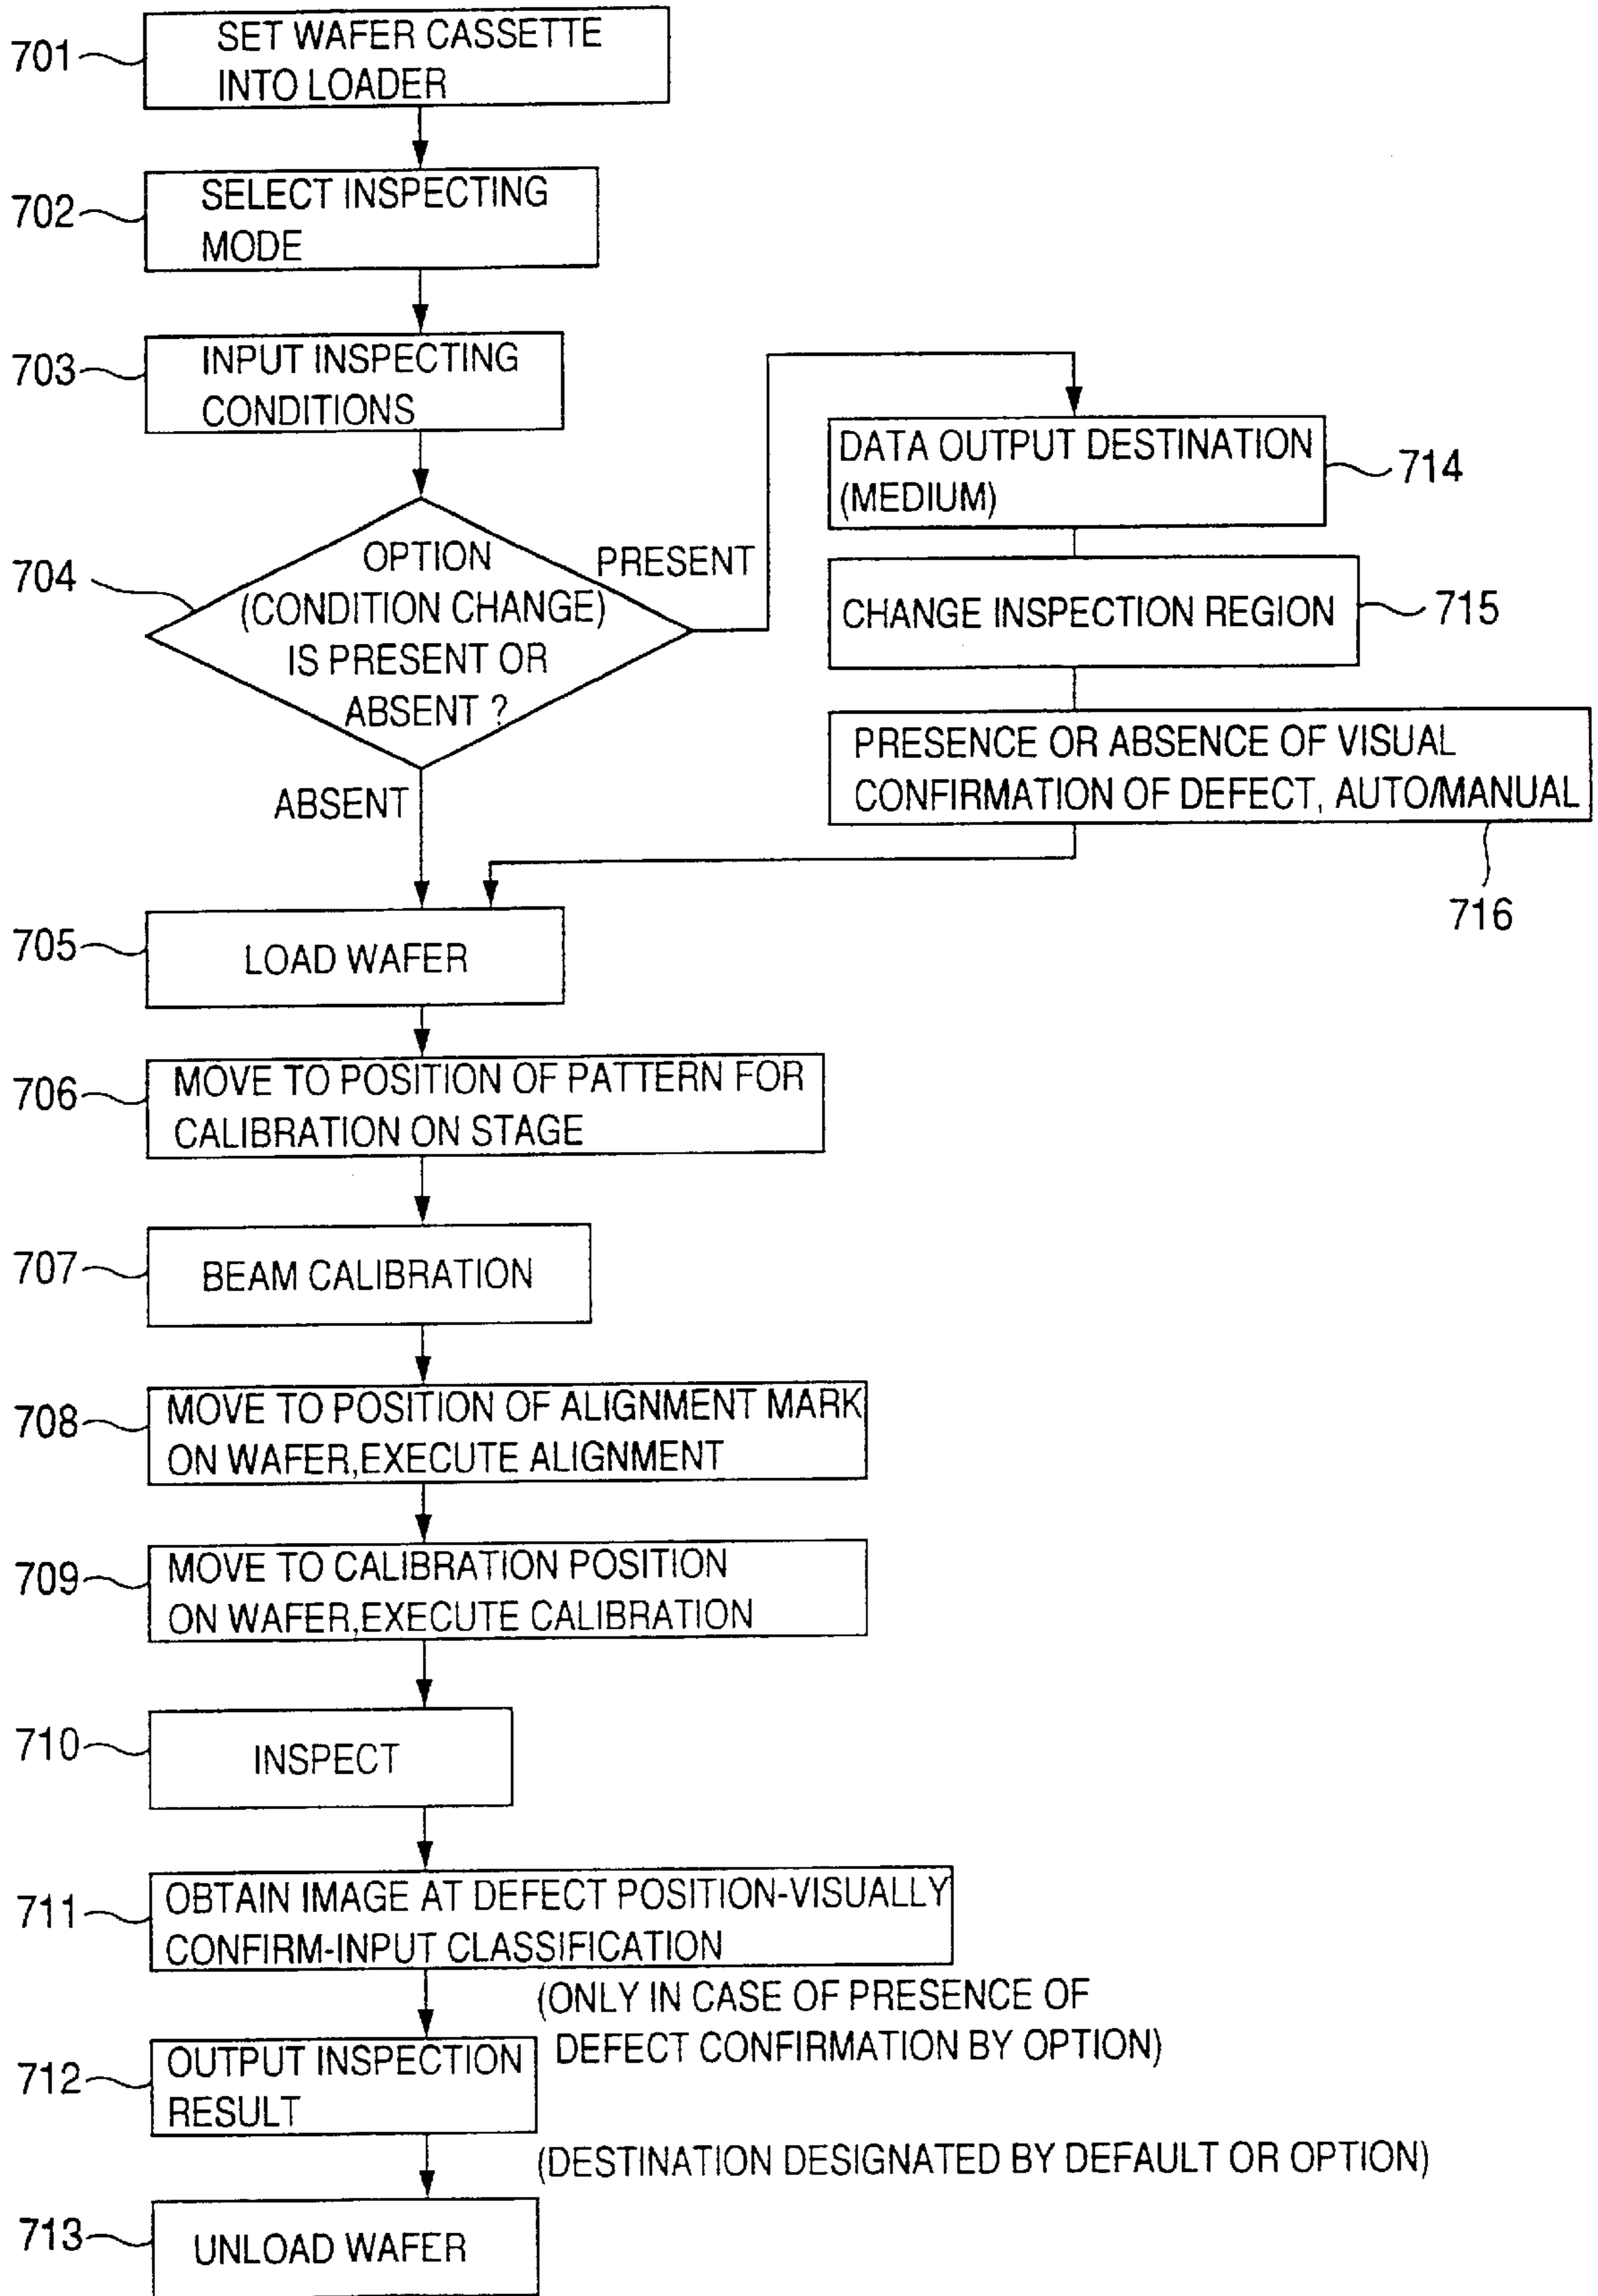 701
SET WAFER CASSETTE
INTO LOADER
702
SELECT INSPECTING
MODE
703
INPUT INSPECTING
CONDITIONS
704
OPTION
(CONDITION CHANGE)
IS PRESENT OR
ABSENT ?
PRESENT
ABSENT
DATA OUTPUT DESTINATION
(MEDIUM)
714
CHANGE INSPECTION REGION
715
PRESENCE OR ABSENCE OF VISUAL
CONFIRMATION OF DEFECT, AUTO/MANUAL
716
705
LOAD WAFER
706
MOVE TO POSITION OF PATTERN FOR
CALIBRATION ON STAGE
707
BEAM CALIBRATION
708
MOVE TO POSITION OF ALIGNMENT MARK
ON WAFER,EXECUTE ALIGNMENT
709
MOVE TO CALIBRATION POSITION
ON WAFER,EXECUTE CALIBRATION
710
INSPECT
711
OBTAIN IMAGE AT DEFECT POSITION-VISUALLY
CONFIRM-INPUT CLASSIFICATION
(ONLY IN CASE OF PRESENCE OF
DEFECT CONFIRMATION BY OPTION)
712
OUTPUT INSPECTION
RESULT
(DESTINATION DESIGNATED BY DEFAULT OR OPTION)
713
UNLOAD WAFER